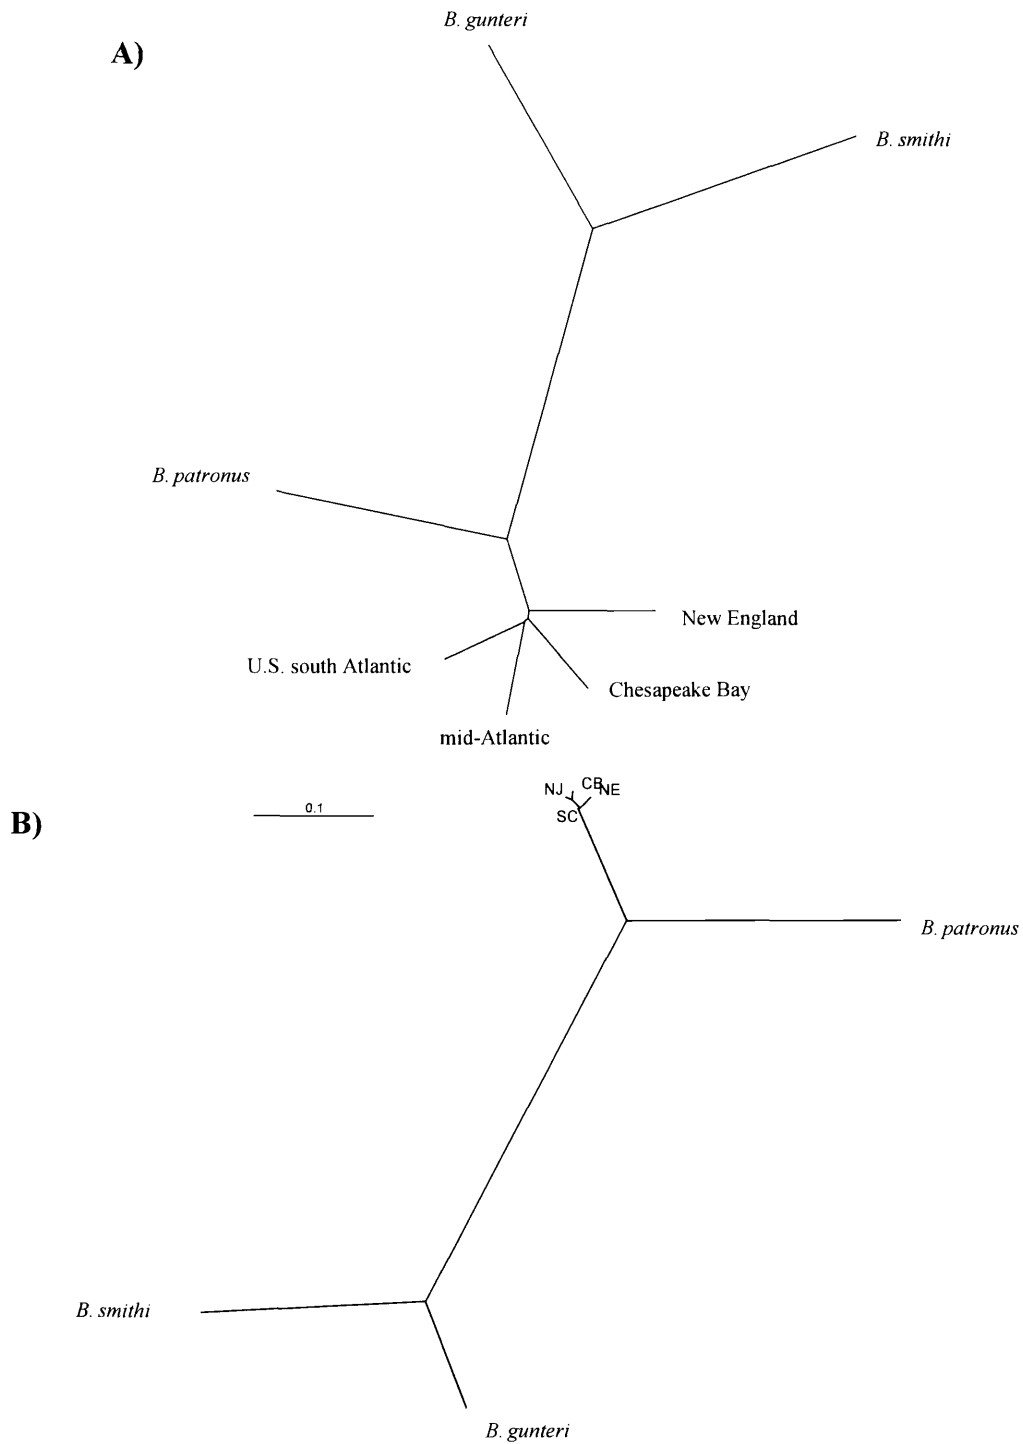 B. gunteri
A)
B. smithi
B. patronus
New England
U.S. south Atlantic
Chesapeake Bay
mid-Atlantic
B)
0.1
NJ
CB
NE
SC
B. patronus
B. smithi
B. gunteri